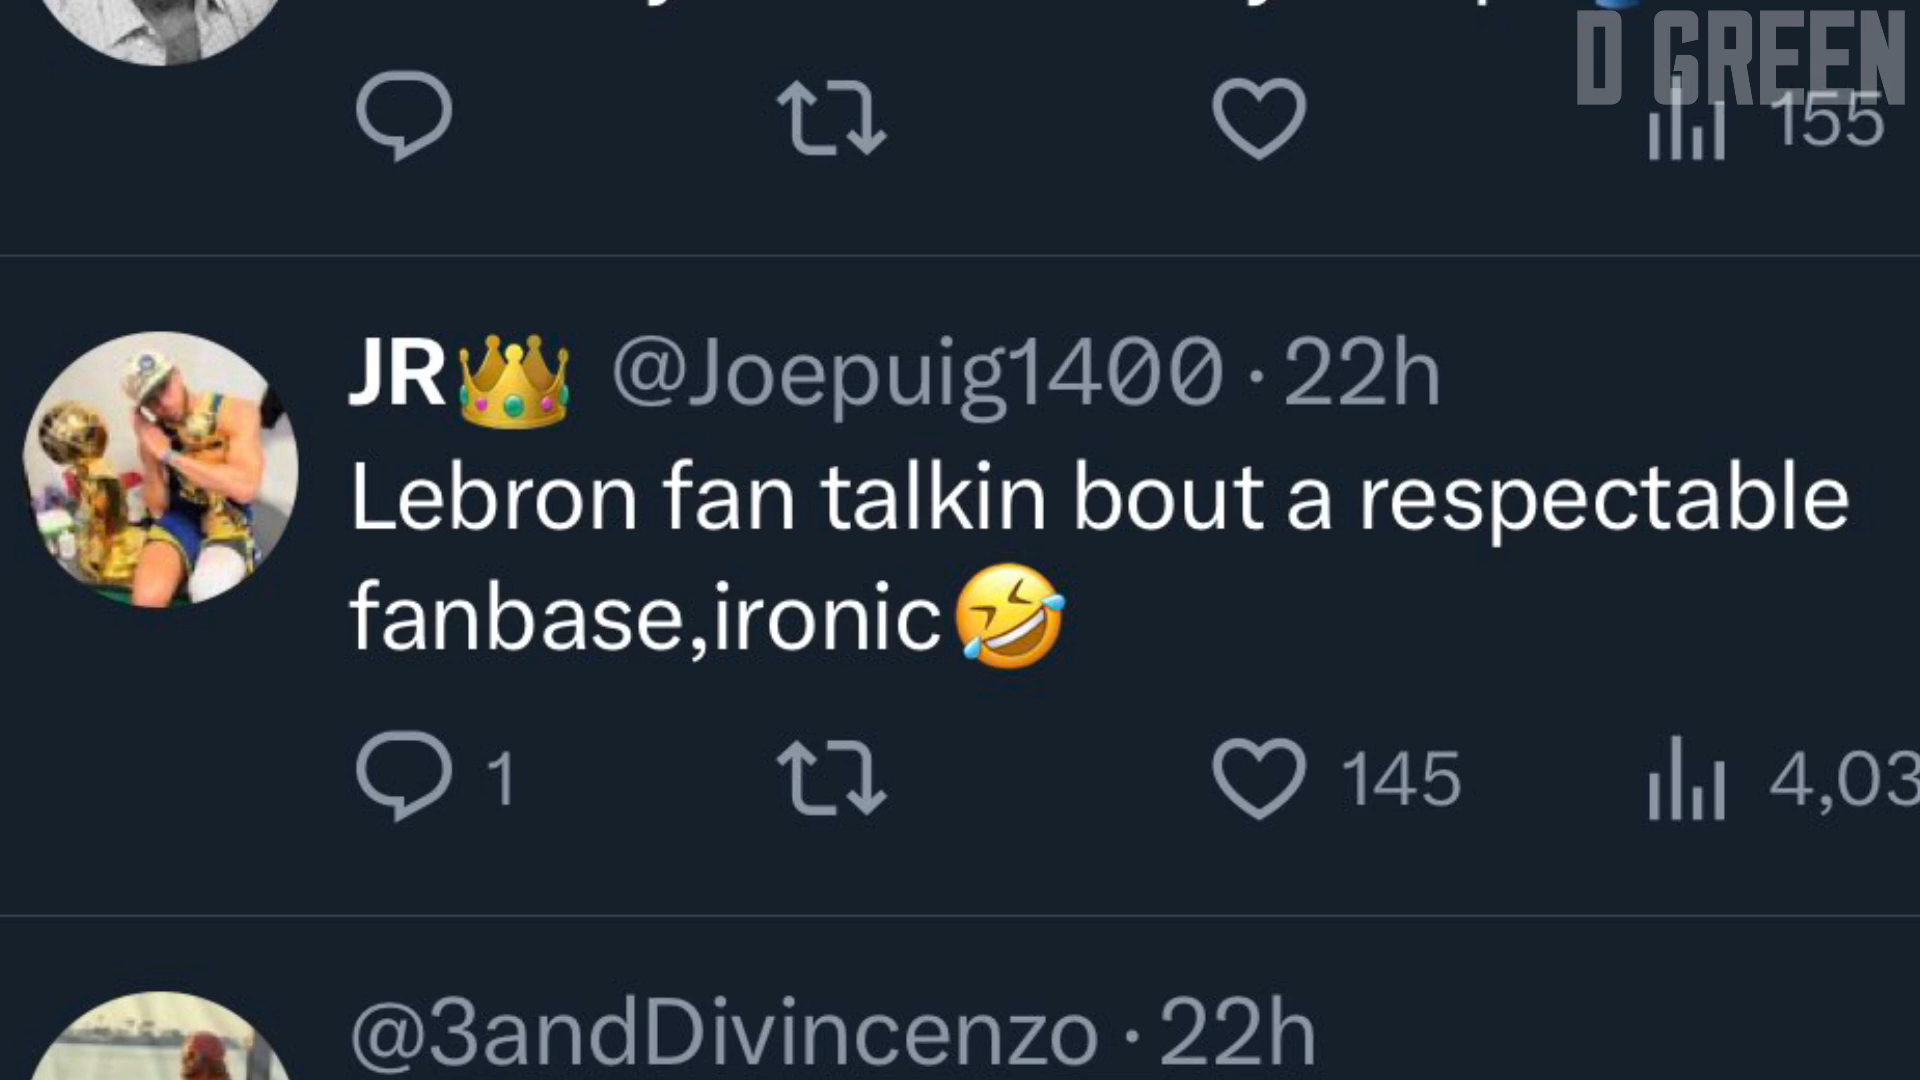 D GREEN
155
JR👑 @Joepuig1400 · 22h
Lebron fan talkin bout a respectable
fanbase,ironic🤣
1 145 4,03
@3andDivincenzo · 22h